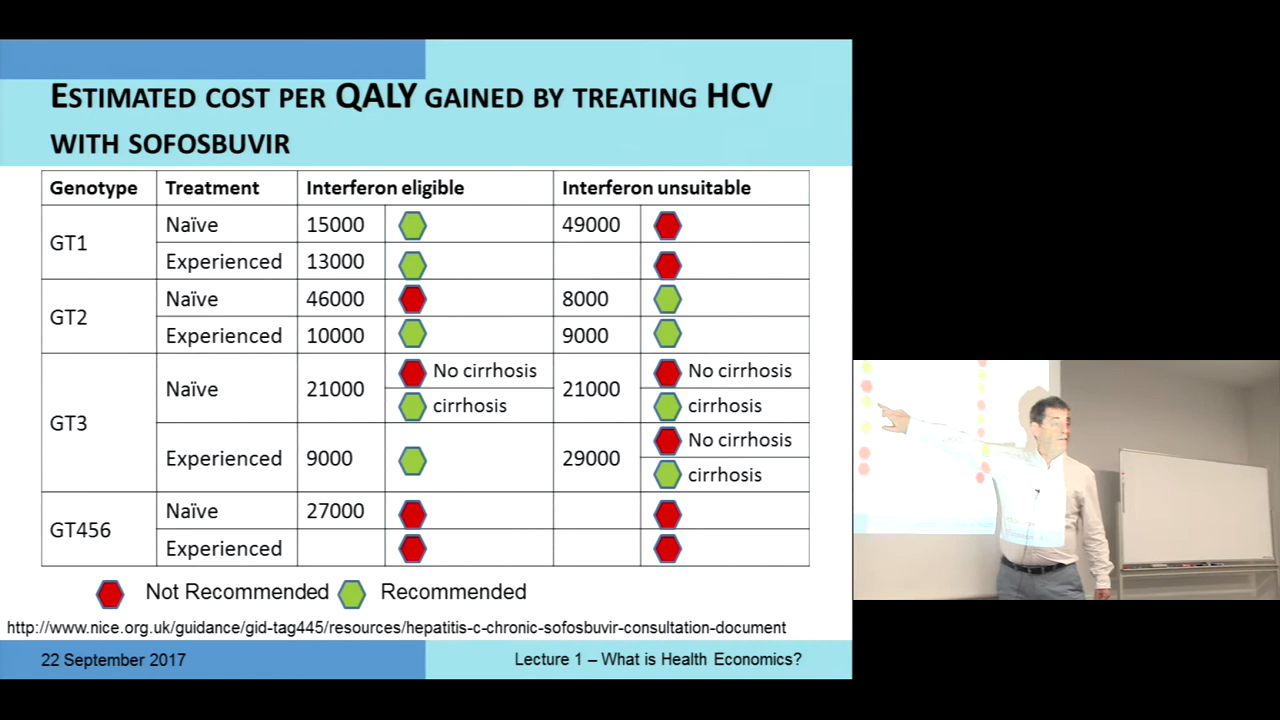 ESTIMATED COST PER QALY GAINED BY TREATING HCV
WITH SOFOSBUVIR
Genotype Treatment Interferon eligible Interferon unsuitable
GT1 Naïve 15000 49000
Experienced 13000
GT2 Naïve 46000 8000
Experienced 10000 9000
GT3 Naïve 21000 No cirrhosis 21000 No cirrhosis
cirrhosis cirrhosis
Experienced 9000 29000 No cirrhosis
cirrhosis
GT456 Naïve 27000
Experienced
Not Recommended Recommended
http://www.nice.org.uk/guidance/gid-tag445/resources/hepatitis-c-chronic-sofosbuvir-consultation-document
22 September 2017 Lecture 1 – What is Health Economics?